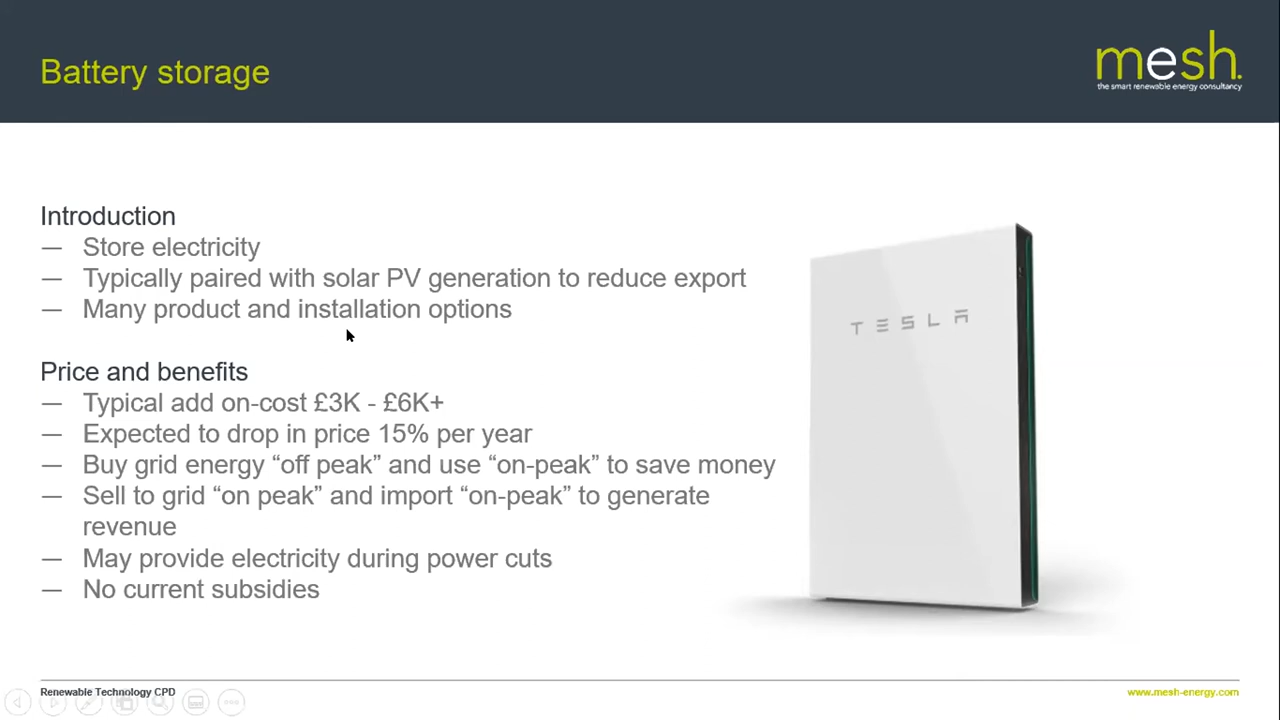 Battery storage
mesh.
the smart renewable energy consultancy
Introduction
— Store electricity
— Typically paired with solar PV generation to reduce export
— Many product and installation options
TESLA
Price and benefits
— Typical add on-cost £3K - £6K+
— Expected to drop in price 15% per year
— Buy grid energy “off peak” and use “on-peak” to save money
— Sell to grid “on peak” and import “on-peak” to generate
revenue
— May provide electricity during power cuts
— No current subsidies
Renewable Technology CPD
www.mesh-energy.com